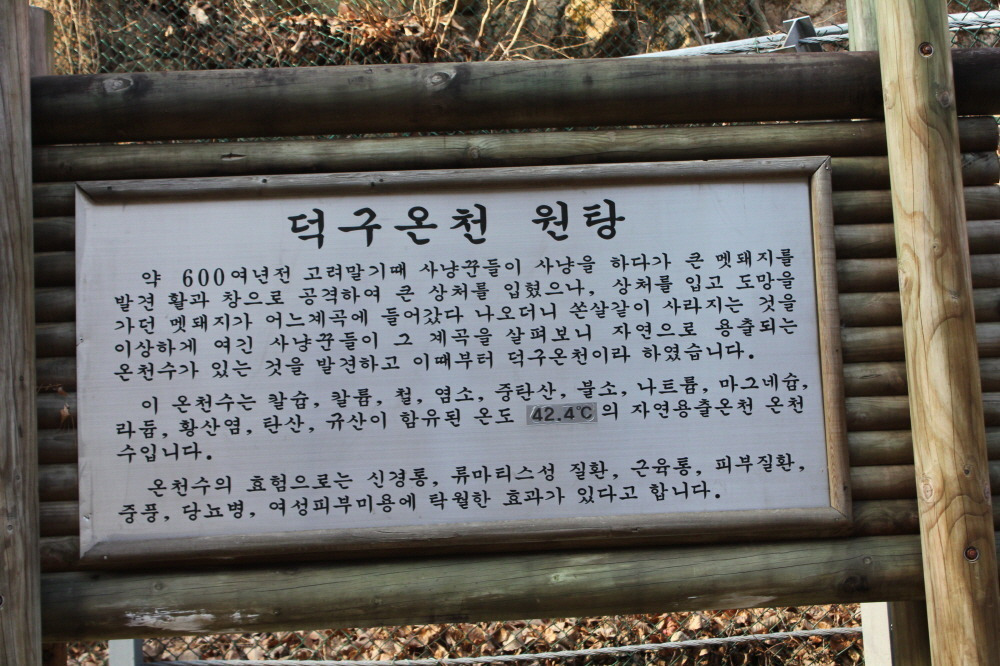 덕구온천 원탕
약 600여년전 고려말기때 사냥꾼들이 사냥을 하다가 큰 멧돼지를
발견 활과 창으로 공격하여 큰 상처를 입혔으나, 상처를 입고 도망을
가던 멧돼지가 어느계곡에 들어갔다 나오더니 쏜살같이 사라지는 것을
이상하게 여긴 사냥꾼들이 그 계곡을 살펴보니 자연으로 용출되는
온천수가 있는 것을 발견하고 이때부터 덕구온천이라 하였습니다.
이 온천수는 칼슘, 칼륨, 철, 염소, 중탄산, 불소, 나트륨, 마그네슘,
라듐, 황산염, 탄산, 규산이 함유된 온도 42.4℃의 자연용출온천 온천
수입니다.
온천수의 효험으로는 신경통, 류마티스성 질환, 근육통, 피부질환,
중풍, 당뇨병, 여성피부미용에 탁월한 효과가 있다고 합니다.